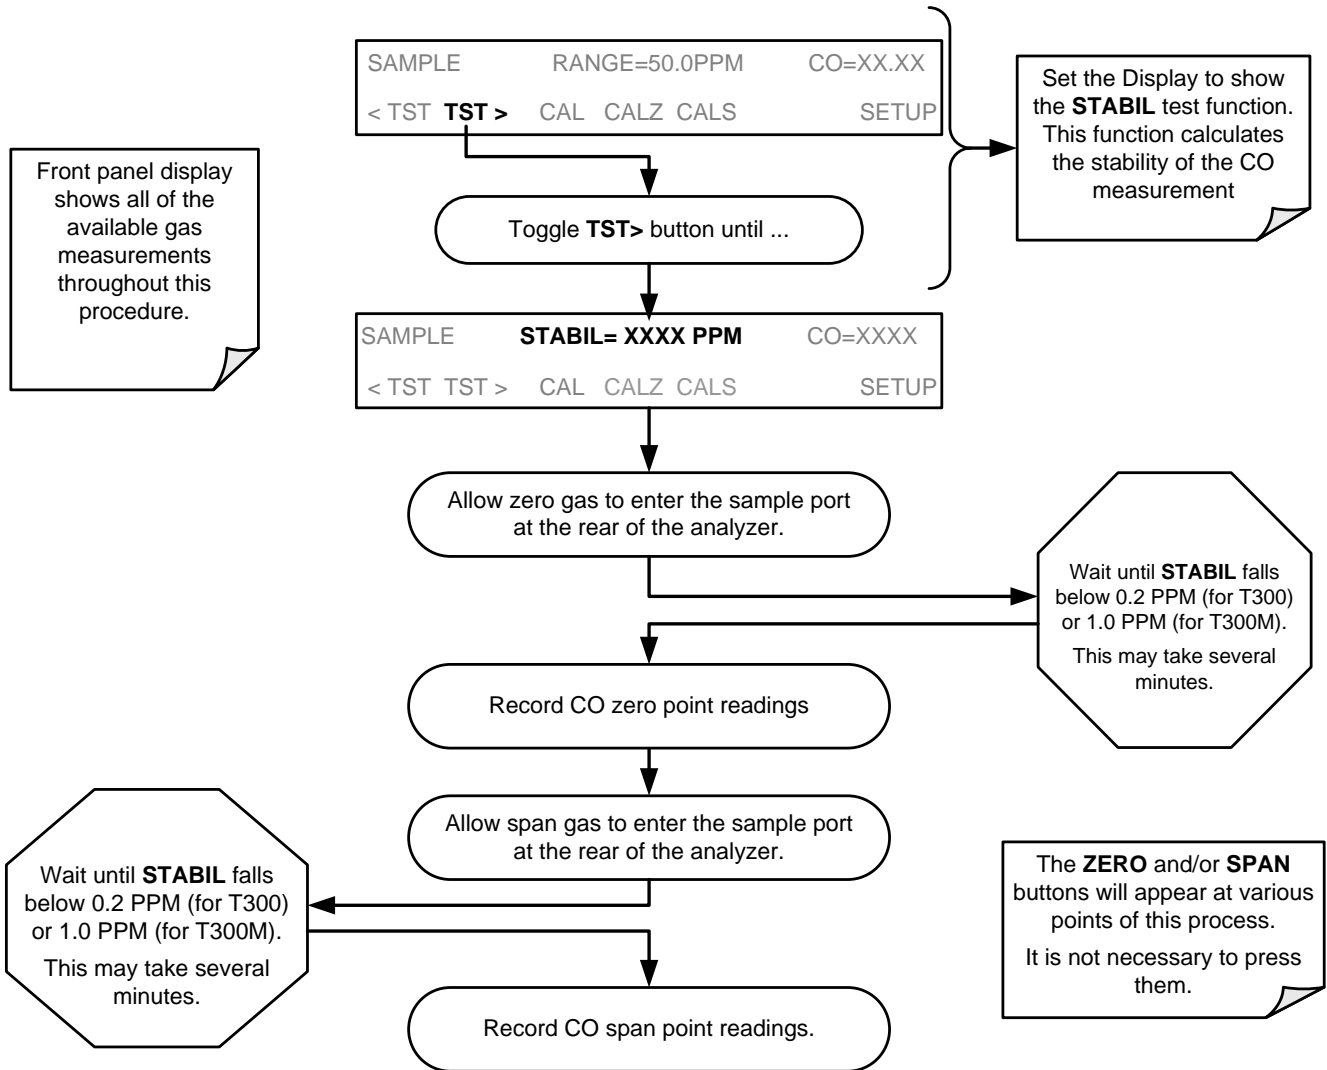 SAMPLE RANGE=50.0PPM CO=XX.XX
< TST TST > CAL CALZ CALS SETUP
Set the Display to show
the STABIL test function.
This function calculates
the stability of the CO
measurement
Front panel display
shows all of the
available gas
measurements
throughout this
procedure.
Toggle TST> button until ...
SAMPLE STABIL= XXXX PPM CO=XXXX
< TST TST > CAL CALZ CALS SETUP
Allow zero gas to enter the sample port
at the rear of the analyzer.
Wait until STABIL falls
below 0.2 PPM (for T300)
or 1.0 PPM (for T300M).
This may take several
minutes.
Record CO zero point readings
Allow span gas to enter the sample port
at the rear of the analyzer.
Wait until STABIL falls
below 0.2 PPM (for T300)
or 1.0 PPM (for T300M).
This may take several
minutes.
The ZERO and/or SPAN
buttons will appear at various
points of this process.
It is not necessary to press
them.
Record CO span point readings.